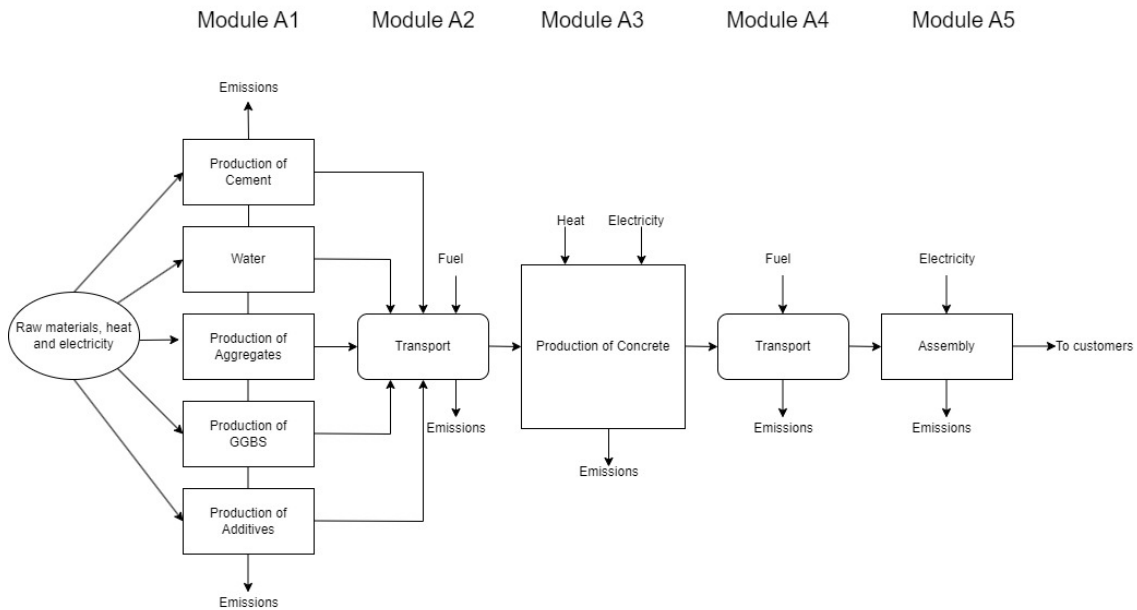 Module A1
Module A2
Module A3
Module A4
Module A5
Emissions
Production of
Cement
Water
Production of
Aggregates
Production of
GGBS
Production of
Additives
Emissions
Raw materials, heat
and electricity
Fuel
Transport
Emissions
Heat
Electricity
Production of Concrete
Emissions
Fuel
Transport
Emissions
Electricity
Assembly
Emissions
To customers